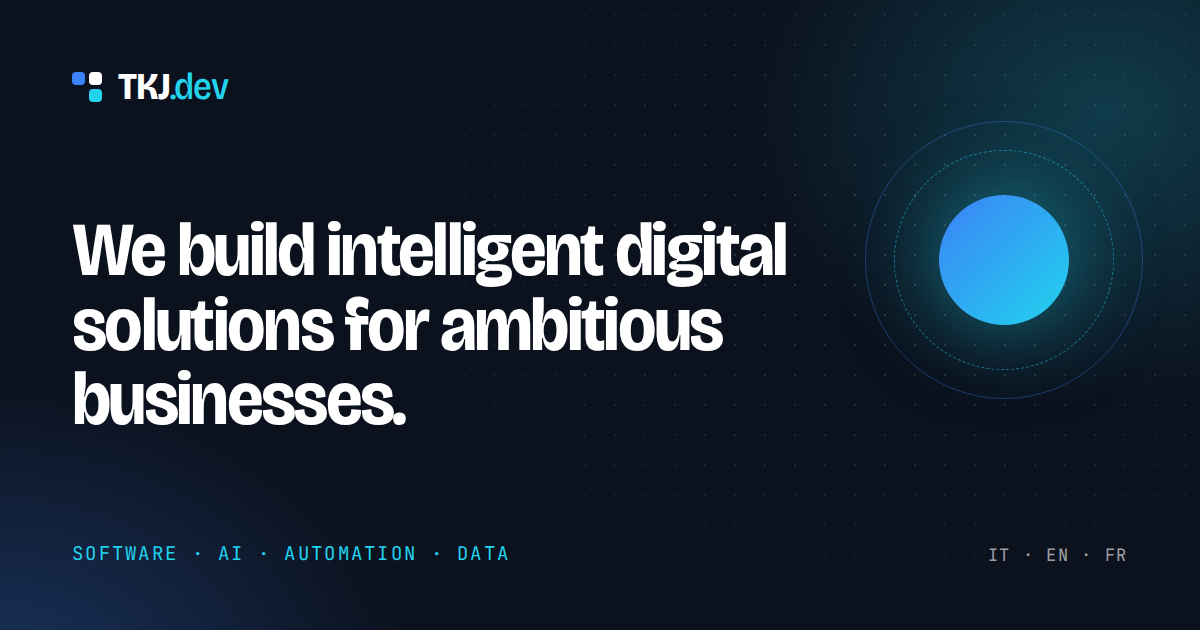 TKJ.dev
We build intelligent digital
solutions for ambitious
businesses.
SOFTWARE · AI · AUTOMATION · DATA
IT · EN · FR